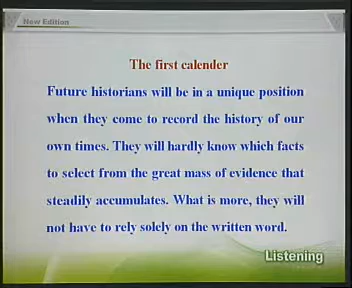 New Edition
The first calender
Future historians will be in a unique position
when they come to record the history of our
own times. They will hardly know which facts
to select from the great mass of evidence that
steadily accumulates. What is more, they will
not have to rely solely on the written word.
Listening